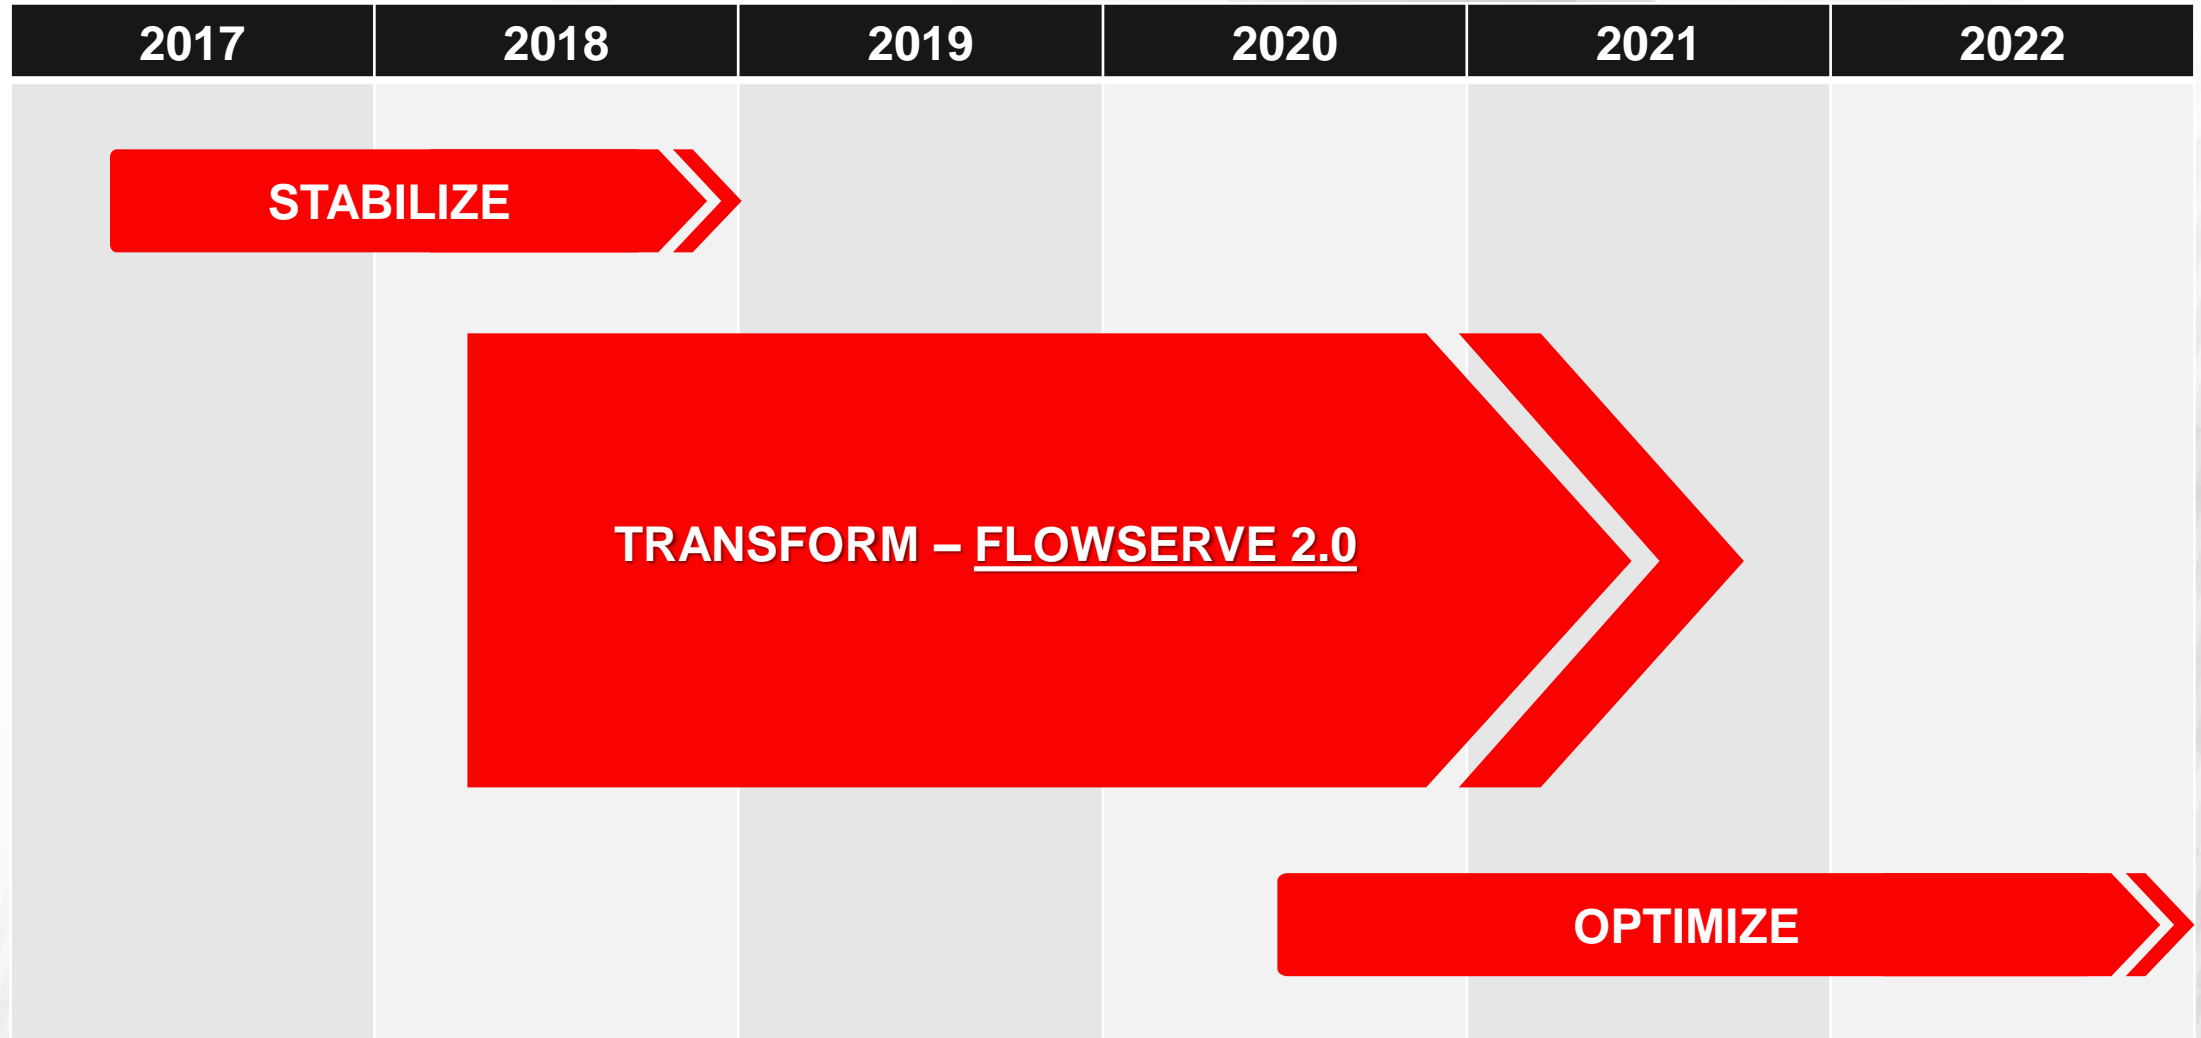 2017 2018 2019 2020 2021 2022
STABILIZE
TRANSFORM – FLOWSERVE 2.0
OPTIMIZE